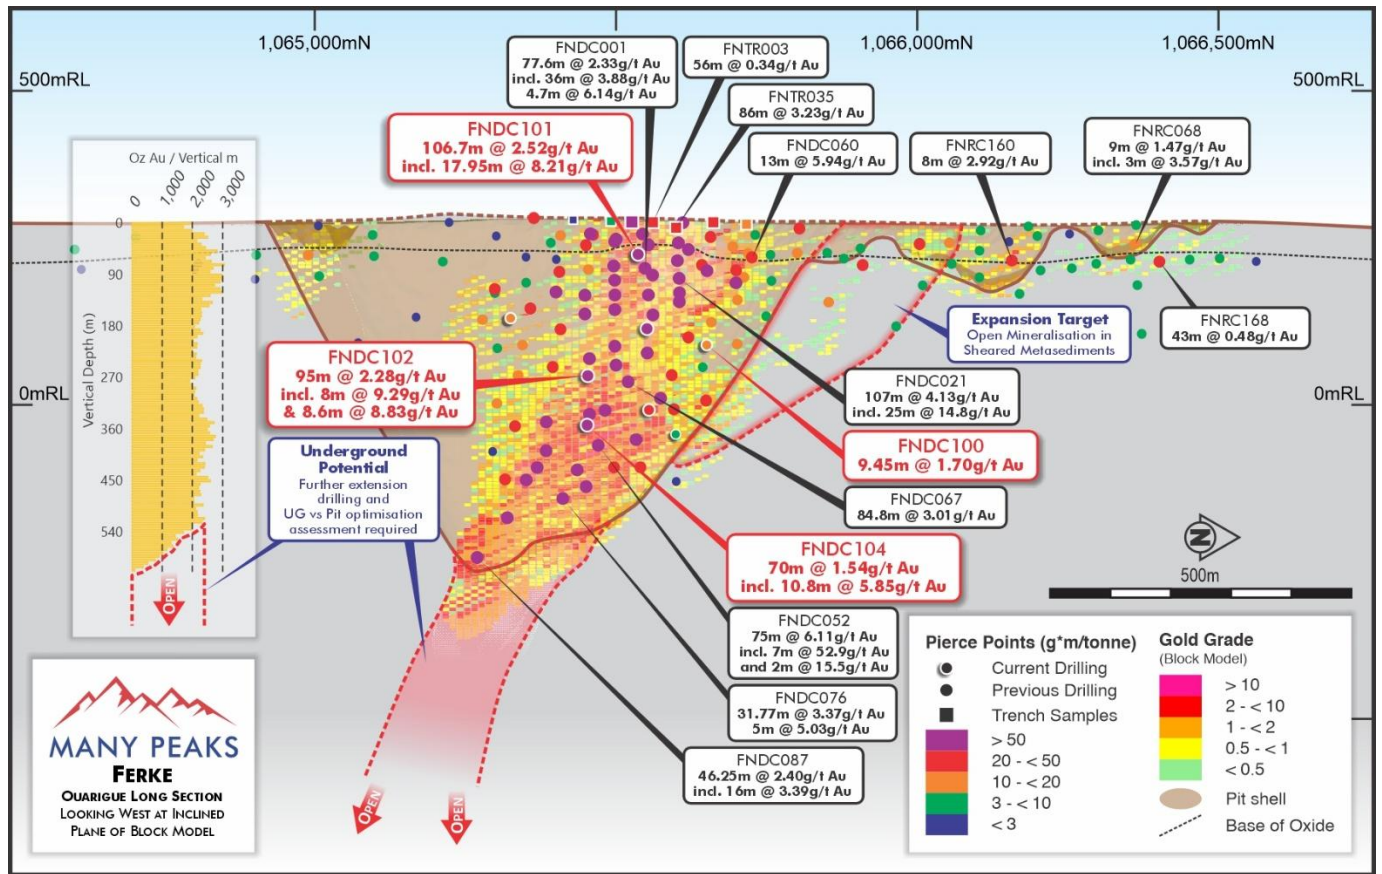 1,065,000mN
1,066,000mN
1,066,500mN
500mRL
500mRL
0mRL
0mRL
FNDC001
77.6m @ 2.33g/t Au
incl. 36m @ 3.88g/t Au
4.7m @ 6.14g/t Au
FNTR003
56m @ 0.34g/t Au
FNTR035
86m @ 3.23g/t Au
FNDC101
106.7m @ 2.52g/t Au
incl. 17.95m @ 8.21g/t Au
FNDC060
13m @ 5.94g/t Au
FNRC160
8m @ 2.92g/t Au
FNRC068
9m @ 1.47g/t Au
incl. 3m @ 3.57g/t Au
Oz Au / Vertical m
0
1,000
2,000
3,000
Vertical Depth (m)
0
90
180
270
360
450
540
OPEN
Expansion Target
Open Mineralisation in
Sheared Metasediments
FNRC168
43m @ 0.48g/t Au
FNDC102
95m @ 2.28g/t Au
incl. 8m @ 9.29g/t Au
& 8.6m @ 8.83g/t Au
FNDC021
107m @ 4.13g/t Au
incl. 25m @ 14.8g/t Au
FNDC100
9.45m @ 1.70g/t Au
Underground
Potential
Further extension
drilling and
UG vs Pit optimisation
assessment required
FNDC067
84.8m @ 3.01g/t Au
FNDC104
70m @ 1.54g/t Au
incl. 10.8m @ 5.85g/t Au
N
500m
FNDC052
75m @ 6.11g/t Au
incl. 7m @ 52.9g/t Au
and 2m @ 15.5g/t Au
FNDC076
31.77m @ 3.37g/t Au
5m @ 5.03g/t Au
FNDC087
46.25m @ 2.40g/t Au
incl. 16m @ 3.39g/t Au
OPEN
OPEN
MANY PEAKS
FERKE
OUARIGUE LONG SECTION
LOOKING WEST AT INCLINED
PLANE OF BLOCK MODEL
Pierce Points (g*m/tonne)
Current Drilling
Previous Drilling
Trench Samples
> 50
20 - < 50
10 - < 20
3 - < 10
< 3
Gold Grade
(Block Model)
> 10
2 - < 10
1 - < 2
0.5 - < 1
< 0.5
Pit shell
Base of Oxide